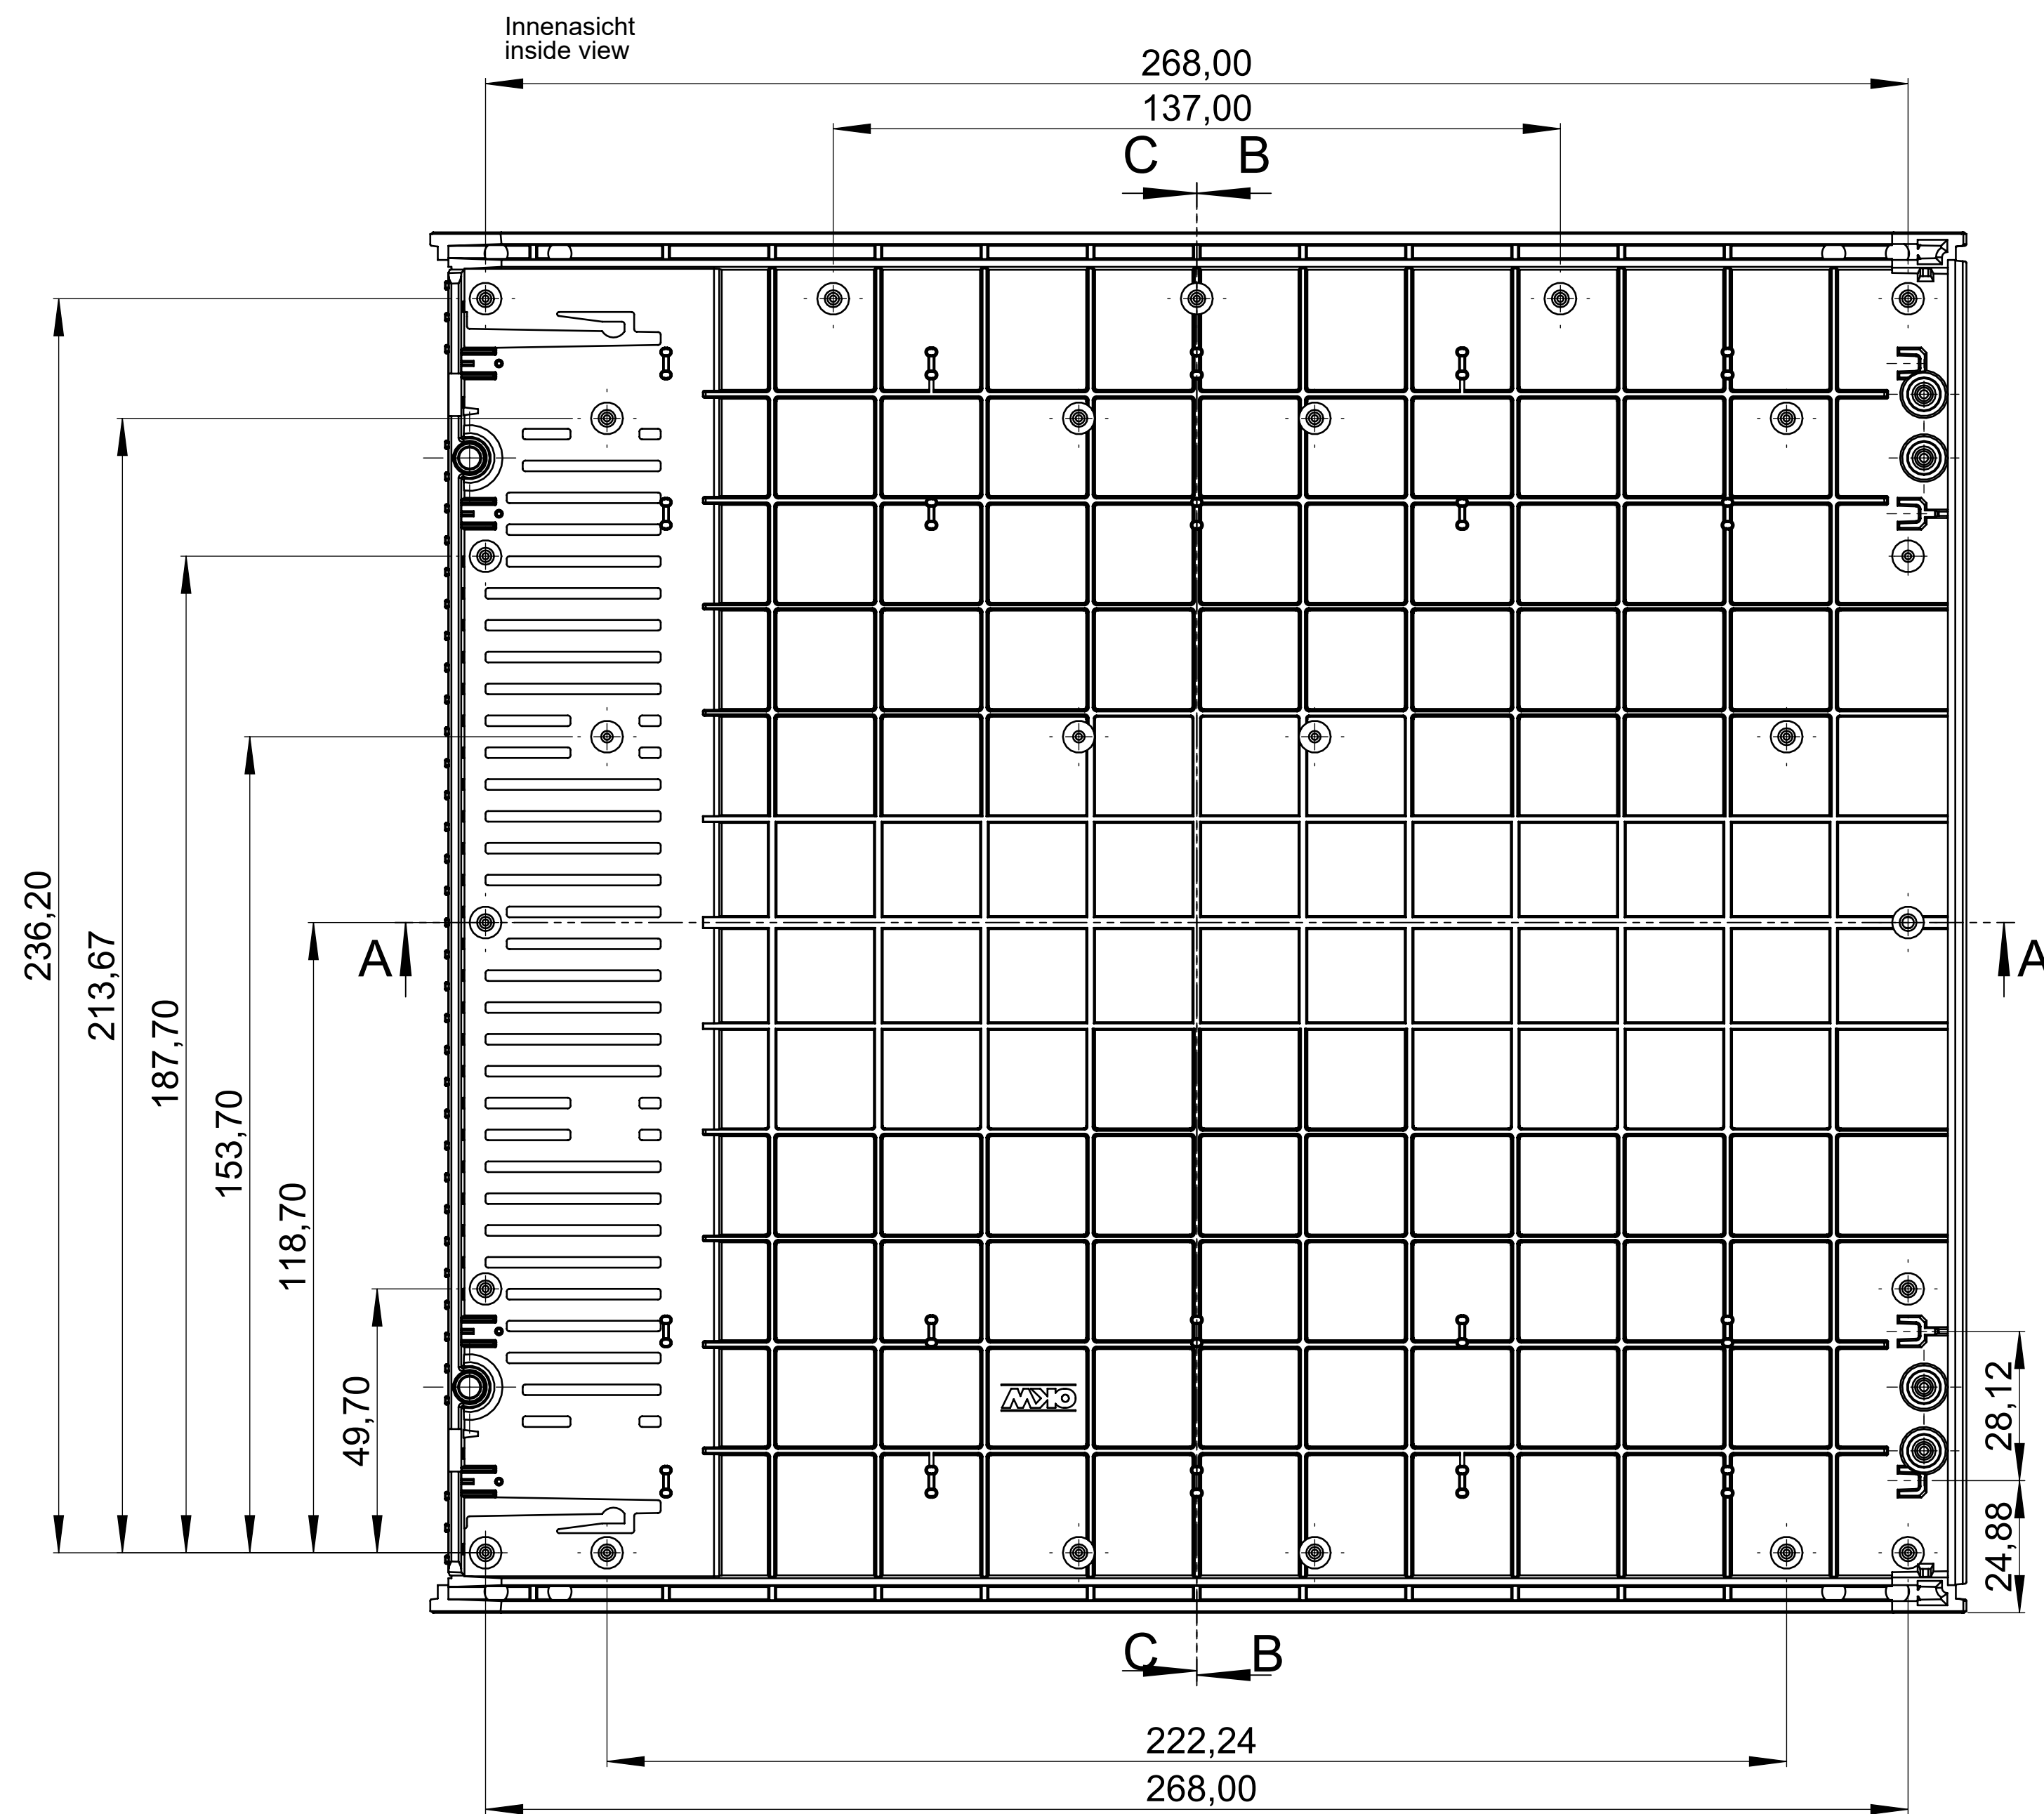 Innenasicht
inside view
268,00
137,00
C B
236,20
213,67
187,70
153,70
118,70
49,70
A A
OKW
28,12
24,88
C B
222,24
268,00